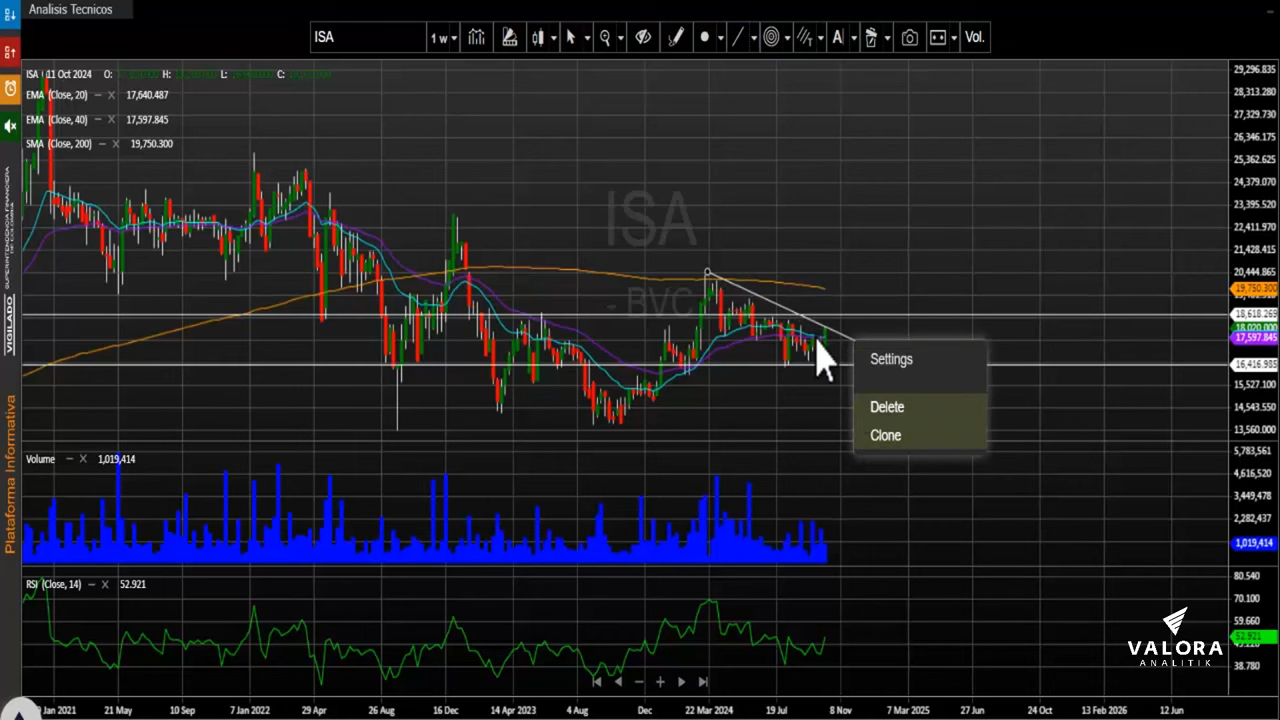 Analisis Tecnicos
ISA 1 w A Vol.
ISA 11 Oct 2024 O: H: L: C:
EMA (Close, 20) 17,640.487
EMA (Close, 40) 17,597.845
SMA (Close, 200) 19,750.300
ISA
- BVC
Settings
Delete
Clone
29,296.835
28,313.280
27,329.730
26,346.175
25,362.625
24,379.070
23,395.520
22,411.970
21,428.415
20,444.865
19,750.300
18,618.269
18,020.000
17,597.845
16,416.985
15,527.100
14,543.550
13,560.000
Volume 1,019,414
5,783,561
4,616,520
3,449,478
2,282,437
1,019,414
RSI (Close, 14) 52.921
80.540
70.100
59.660
52.921
38.780
Jan 2021 21 May 10 Sep 7 Jan 2022 29 Apr 26 Aug 16 Dec 14 Apr 2023 4 Aug Dec 22 Mar 2024 19 Jul 8 Nov 7 Mar 2025 27 Jun 24 Oct 13 Feb 2026 12 Jun
VIGILADO
Plataforma Informativa
VALORA
ANALITIK